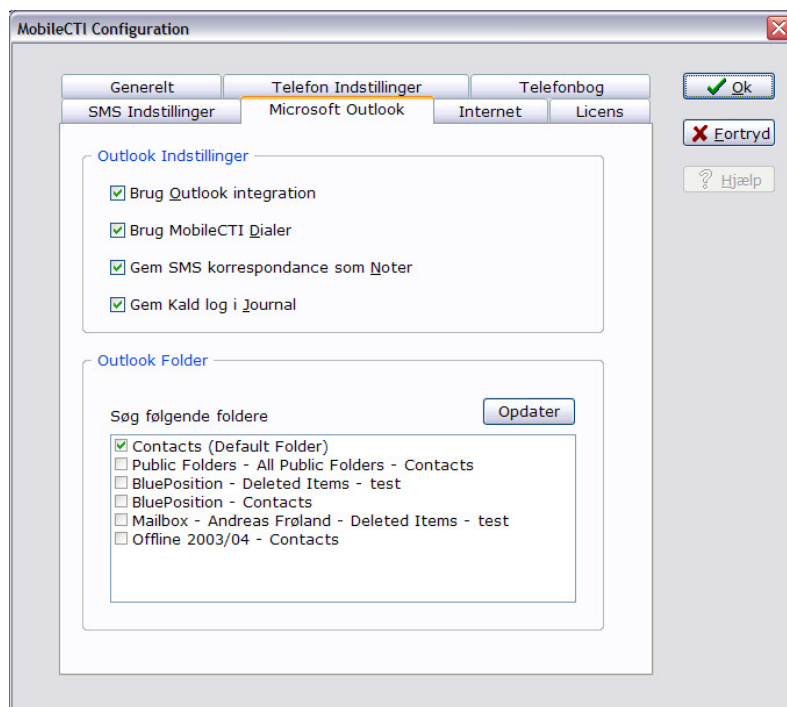 MobileCTI Configuration
Generelt
Telefon Indstillinger
Telefonbog
SMS Indstillinger
Microsoft Outlook
Internet
Licens
Ok
Fortryd
Hjælp
Outlook Indstillinger
Brug Outlook integration
Brug MobileCTI Dialer
Gem SMS korrespondance som Noter
Gem Kald log i Journal
Outlook Folder
Søg følgende foldere
Opdater
Contacts (Default Folder)
Public Folders - All Public Folders - Contacts
BluePosition - Deleted Items - test
BluePosition - Contacts
Mailbox - Andreas Frøland - Deleted Items - test
Offline 2003/04 - Contacts